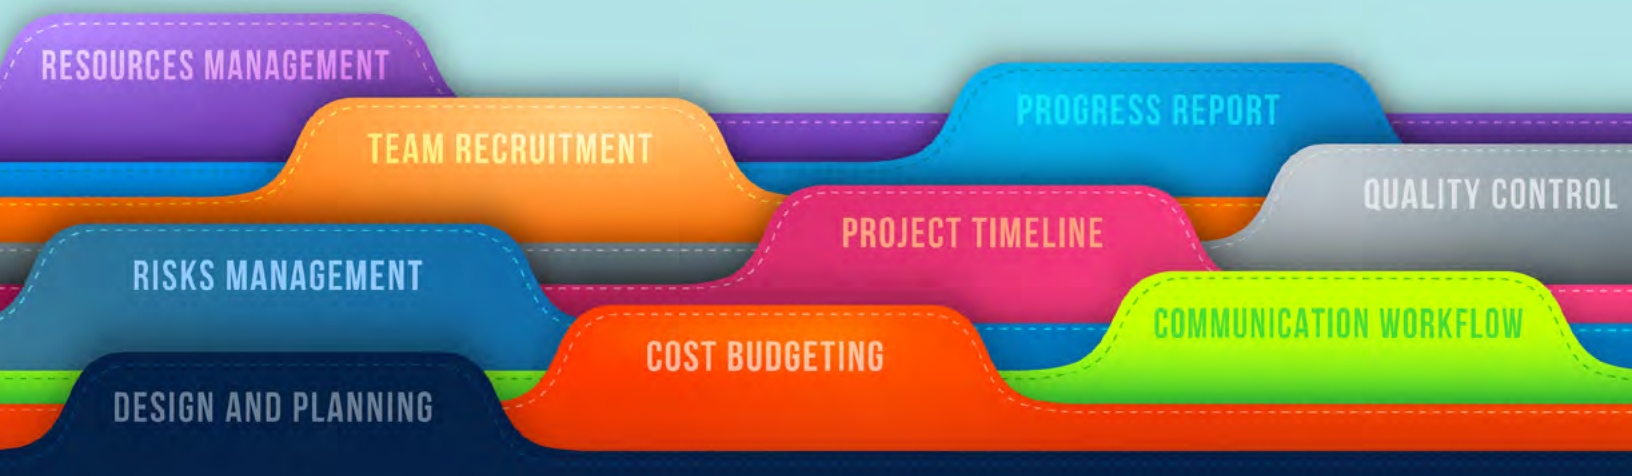 RESOURCES MANAGEMENT
PROGRESS REPORT
TEAM RECRUITMENT
QUALITY CONTROL
PROJECT TIMELINE
RISKS MANAGEMENT
COMMUNICATION WORKFLOW
COST BUDGETING
DESIGN AND PLANNING